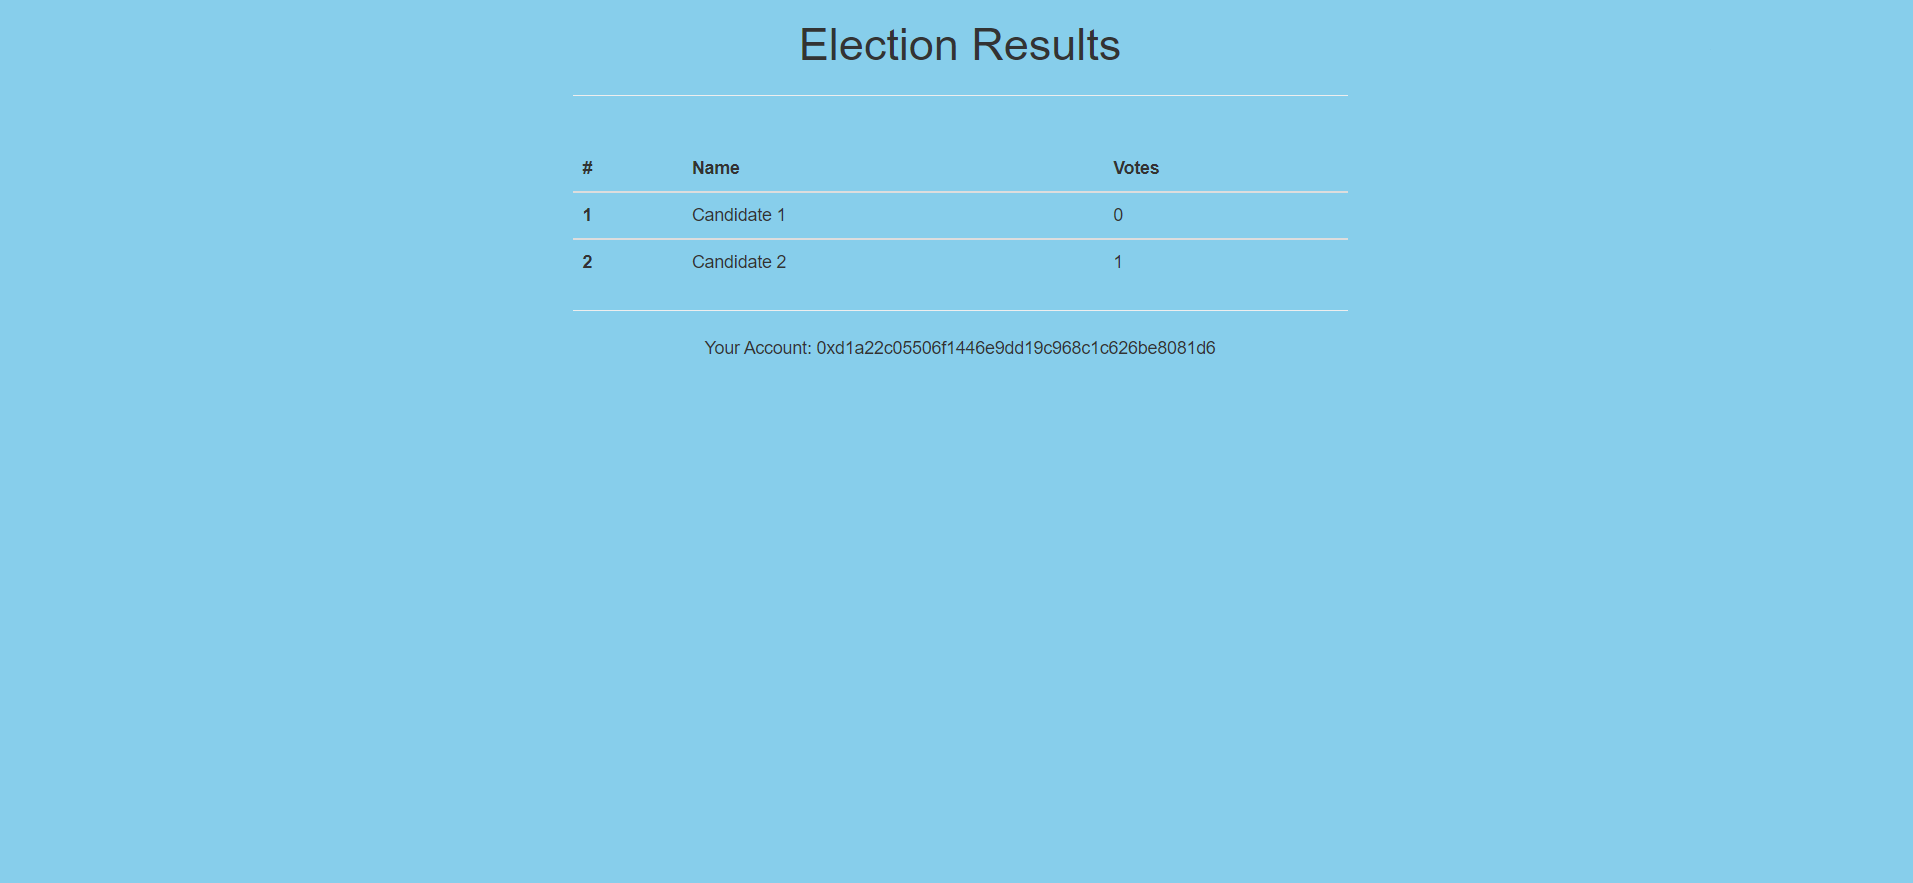 Election Results
# Name Votes
1 Candidate 1 0
2 Candidate 2 1
Your Account: 0xd1a22c05506f1446e9dd19c968c1c626be8081d6